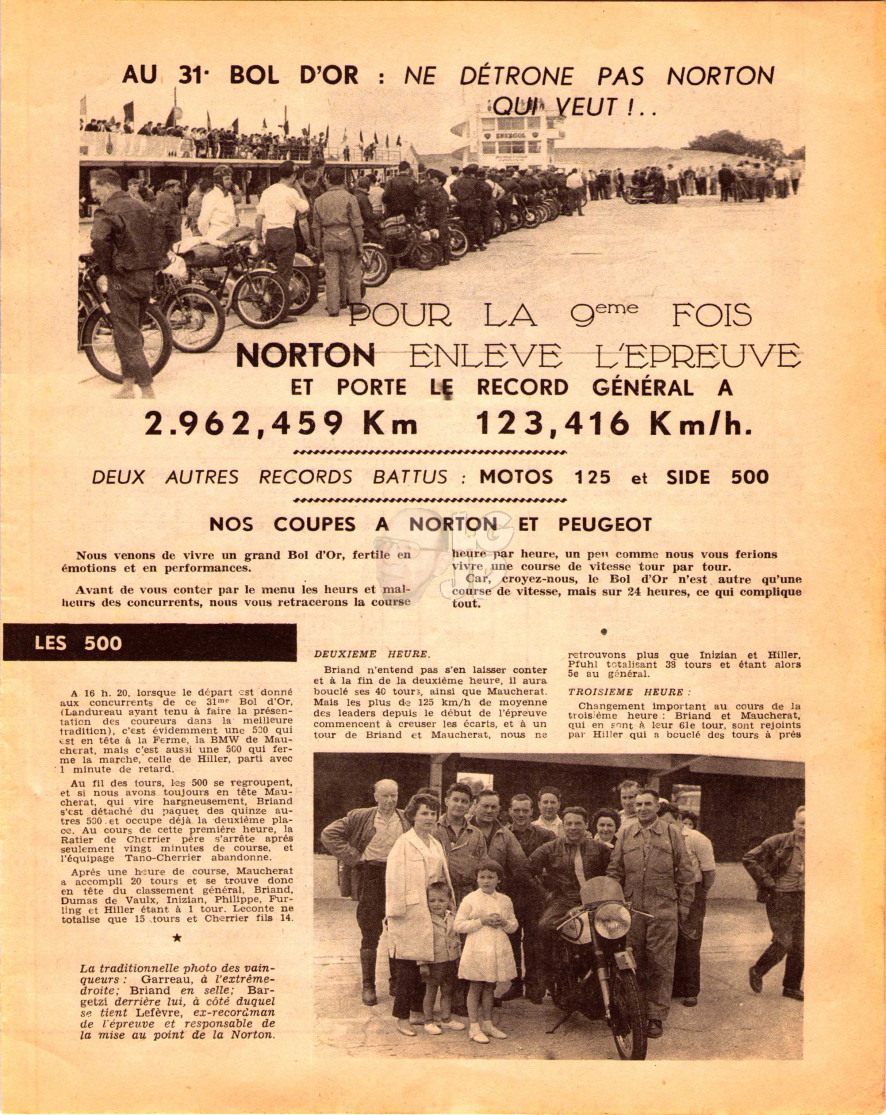 AU 31e BOL D'OR : NE DÉTRONE PAS NORTON
QUI VEUT !..
ENERGOL
POUR LA 9eme FOIS
NORTON ENLEVE L'EPREUVE
ET PORTE LE RECORD GÉNÉRAL A
2.962,459 Km 123,416 Km/h.
DEUX AUTRES RECORDS BATTUS : MOTOS 125 et SIDE 500
NOS COUPES A NORTON ET PEUGEOT
Nous venons de vivre un grand Bol d'Or, fertile en
émotions et en performances.
Avant de vous conter par le menu les heurs et mal-
heurs des concurrents, nous vous retracerons la course
heure par heure, un peu comme nous vous ferions
vivre une course de vitesse tour par tour.
Car, croyez-nous, le Bol d'Or n'est autre qu'une
course de vitesse, mais sur 24 heures, ce qui complique
tout.
LES 500
A 16 h. 20, lorsque le départ est donné
aux concurrents de ce 31me Bol d'Or,
(Landureau ayant tenu à faire la présen-
tation des coureurs dans la meilleure
tradition), c'est évidemment une 500 qui
est en tête à la Ferme, la BMW de Mau-
cherat, mais c'est aussi une 500 qui fer-
me la marche, celle de Hiller, parti avec
1 minute de retard.
Au fil des tours, les 500 se regroupent,
et si nous avons toujours en tête Mau-
cherat, qui vire hargneusement, Briand
s'est détaché du paquet des quinze au-
tres 500 et occupe déjà la deuxième pla-
ce. Au cours de cette première heure, la
Ratier de Cherrier père s'arrête après
seulement vingt minutes de course, et
l'équipage Tano-Cherrier abandonne.
Après une heure de course, Maucherat
a accompli 20 tours et se trouve donc
en tête du classement général, Briand,
Dumas de Vaulx, Inizian, Philippe, Fur-
ling et Hiller étant à 1 tour. Leconte ne
totalise que 15 tours et Cherrier fils 14.
★
La traditionnelle photo des vain-
queurs : Garreau, à l'extrême-
droite; Briand en selle; Bar-
getzi derrière lui, à côté duquel
se tient Lefèvre, ex-recordman
de l'épreuve et responsable de
la mise au point de la Norton.
DEUXIEME HEURE.
Briand n'entend pas s'en laisser conter
et à la fin de la deuxième heure, il aura
bouclé ses 40 tours, ainsi que Maucherat.
Mais les plus de 125 km/h de moyenne
des leaders depuis le début de l'épreuve
commencent à creuser les écarts, et à un
tour de Briand et Maucherat, nous ne
retrouvons plus que Inizian et Hiller,
Pfuhl totalisant 38 tours et étant alors
5e au général.
TROISIEME HEURE :
Changement important au cours de la
troisième heure : Briand et Maucherat,
qui en sont à leur 61e tour, sont rejoints
par Hiller qui a bouclé des tours à près